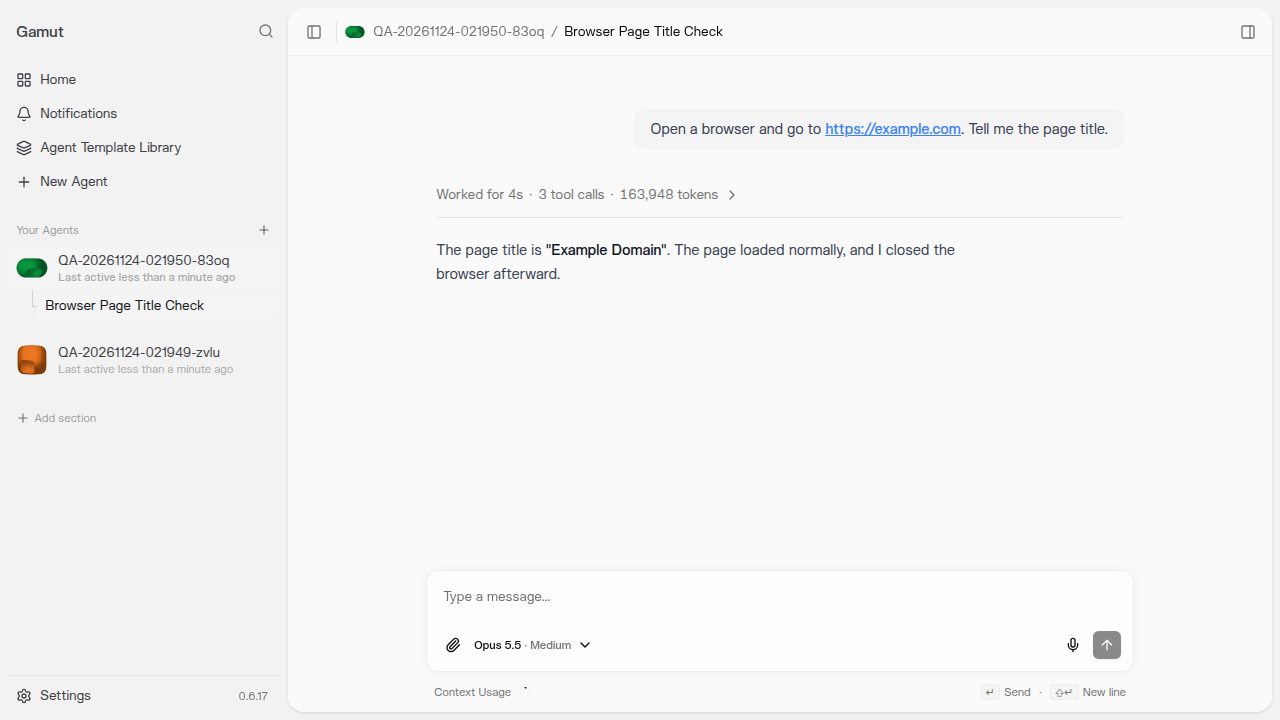 Gamut
Home
Notifications
Agent Template Library
New Agent
Your Agents
QA-20261124-021950-83oq
Last active less than a minute ago
Browser Page Title Check
QA-20261124-021949-zvlu
Last active less than a minute ago
Add section
Settings
0.6.17
QA-20261124-021950-83oq / Browser Page Title Check
Open a browser and go to https://example.com. Tell me the page title.
Worked for 4s · 3 tool calls · 163,948 tokens
The page title is "Example Domain". The page loaded normally, and I closed the
browser afterward.
Type a message...
Opus 5.5 · Medium
Context Usage
Send · New line